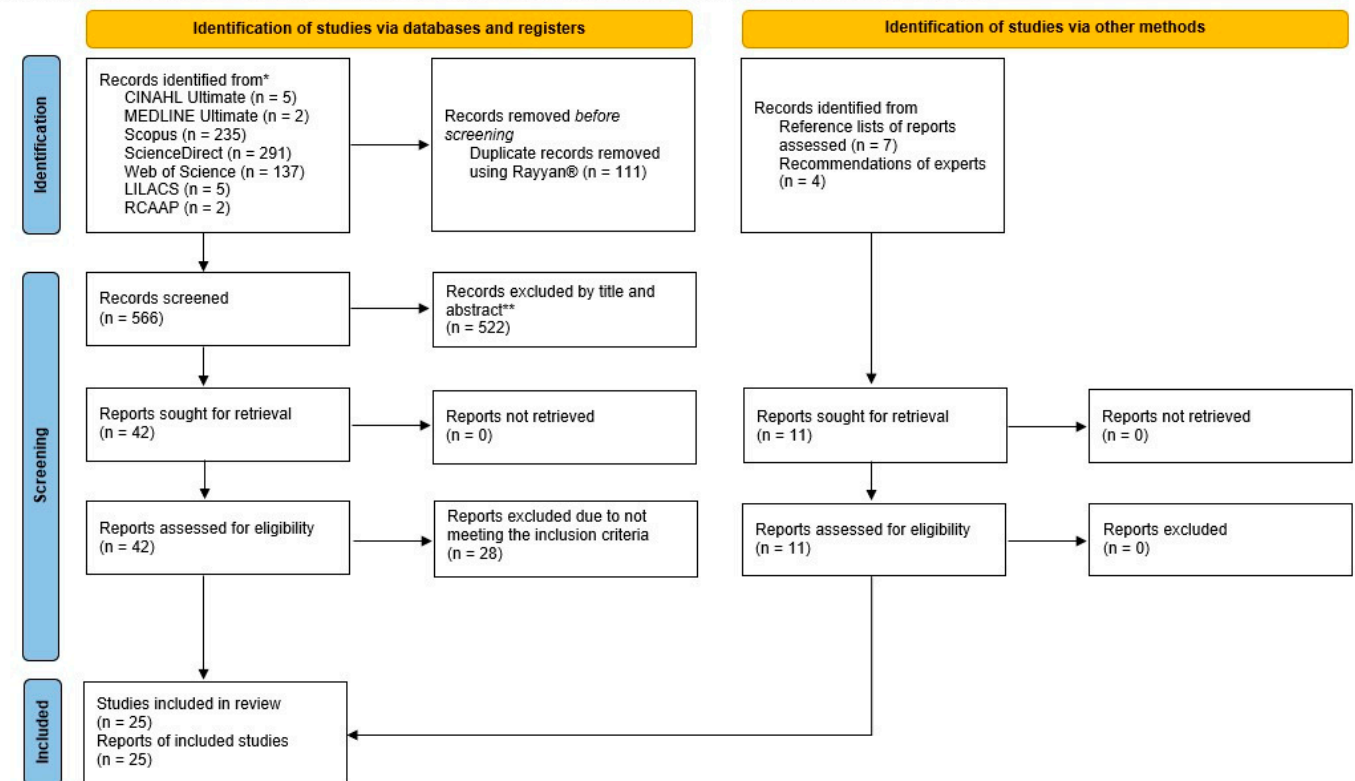 Identification of studies via databases and registers
Identification of studies via other methods
Identification
Records identified from*
CINAHL Ultimate (n = 5)
MEDLINE Ultimate (n = 2)
Scopus (n = 235)
ScienceDirect (n = 291)
Web of Science (n = 137)
LILACS (n = 5)
RCAAP (n = 2)
Records removed before
screening
Duplicate records removed
using Rayyan® (n = 111)
Records identified from
Reference lists of reports
assessed (n = 7)
Recommendations of experts
(n = 4)
Screening
Records screened
(n = 566)
Records excluded by title and
abstract**
(n = 522)
Reports sought for retrieval
(n = 42)
Reports not retrieved
(n = 0)
Reports sought for retrieval
(n = 11)
Reports not retrieved
(n = 0)
Reports assessed for eligibility
(n = 42)
Reports excluded due to not
meeting the inclusion criteria
(n = 28)
Reports assessed for eligibility
(n = 11)
Reports excluded
(n = 0)
Included
Studies included in review
(n = 25)
Reports of included studies
(n = 25)